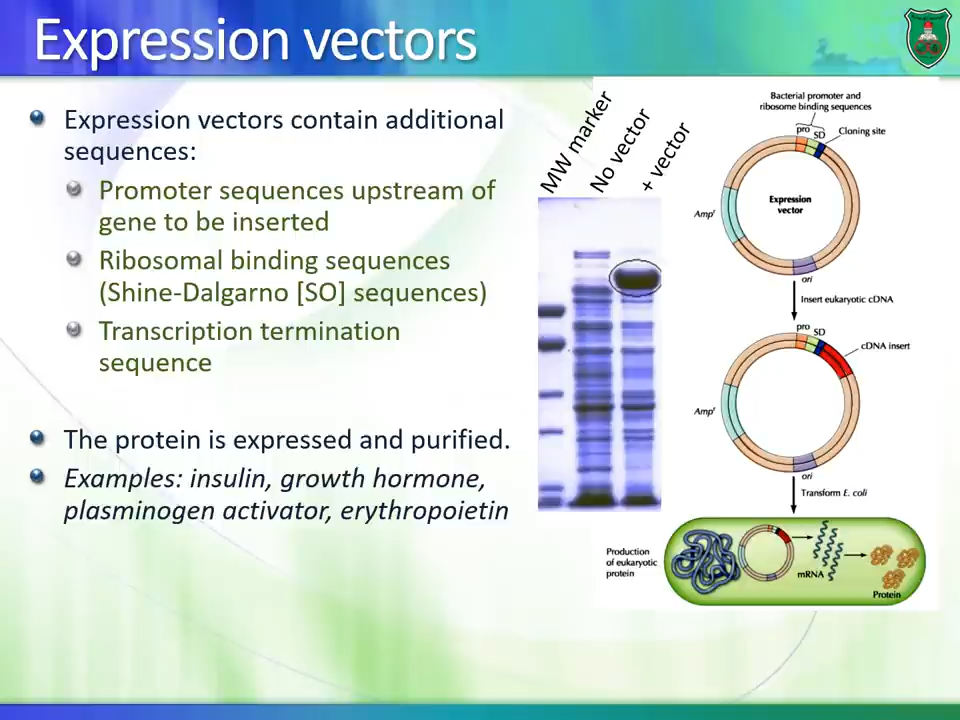 Expression vectors
Expression vectors contain additional
sequences:
Promoter sequences upstream of
gene to be inserted
Ribosomal binding sequences
(Shine-Dalgarno [SO] sequences)
Transcription termination
sequence
The protein is expressed and purified.
Examples: insulin, growth hormone,
plasminogen activator, erythropoietin
MW marker
No vector
+ vector
Bacterial promoter and
ribosome binding sequences
pro
SD
Cloning site
Ampr
Expression
vector
ori
Insert eukaryotic cDNA
pro
SD
cDNA insert
Ampr
ori
Transform E. coli
Production
of eukaryotic
protein
mRNA
Protein